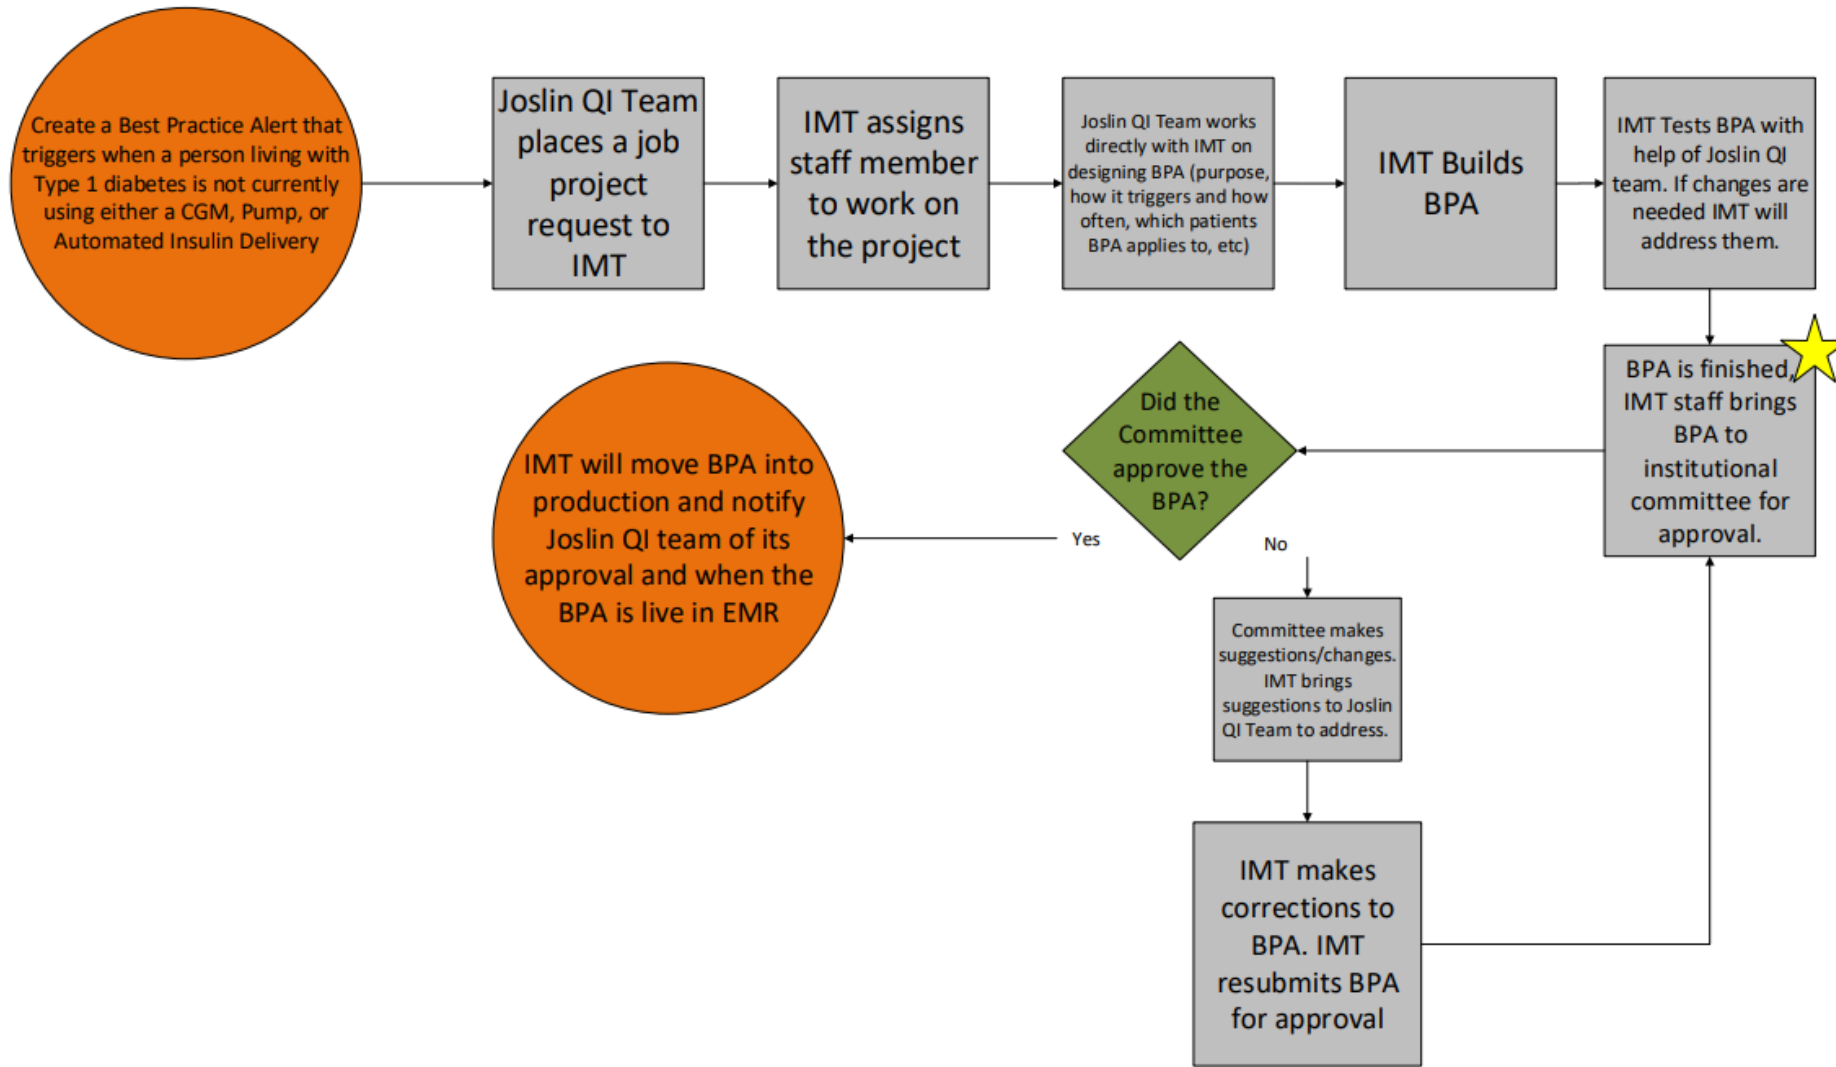 Create a Best Practice Alert that
triggers when a person living with
Type 1 diabetes is not currently
using either a CGM, Pump, or
Automated Insulin Delivery
Joslin QI Team
places a job
project
request to
IMT
IMT assigns
staff member
to work on
the project
Joslin QI Team works
directly with IMT on
designing BPA (purpose,
how it triggers and how
often, which patients
BPA applies to, etc)
IMT Builds
BPA
IMT Tests BPA with
help of Joslin QI
team. If changes are
needed IMT will
address them.
BPA is finished,
IMT staff brings
BPA to
institutional
committee for
approval.
Did the
Committee
approve the
BPA?
Yes
No
IMT will move BPA into
production and notify
Joslin QI team of its
approval and when the
BPA is live in EMR
Committee makes
suggestions/changes.
IMT brings
suggestions to Joslin
QI Team to address.
IMT makes
corrections to
BPA. IMT
resubmits BPA
for approval